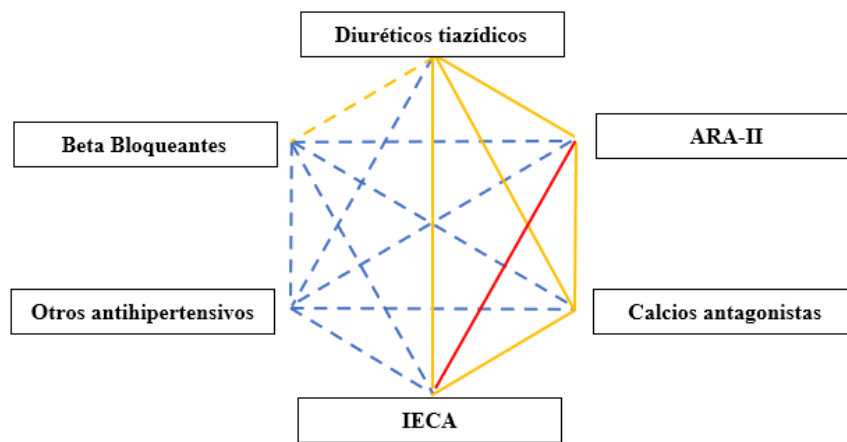 Diuréticos tiazídicos
Beta Bloqueantes
ARA-II
Otros antihipertensivos
Calcios antagonistas
IECA